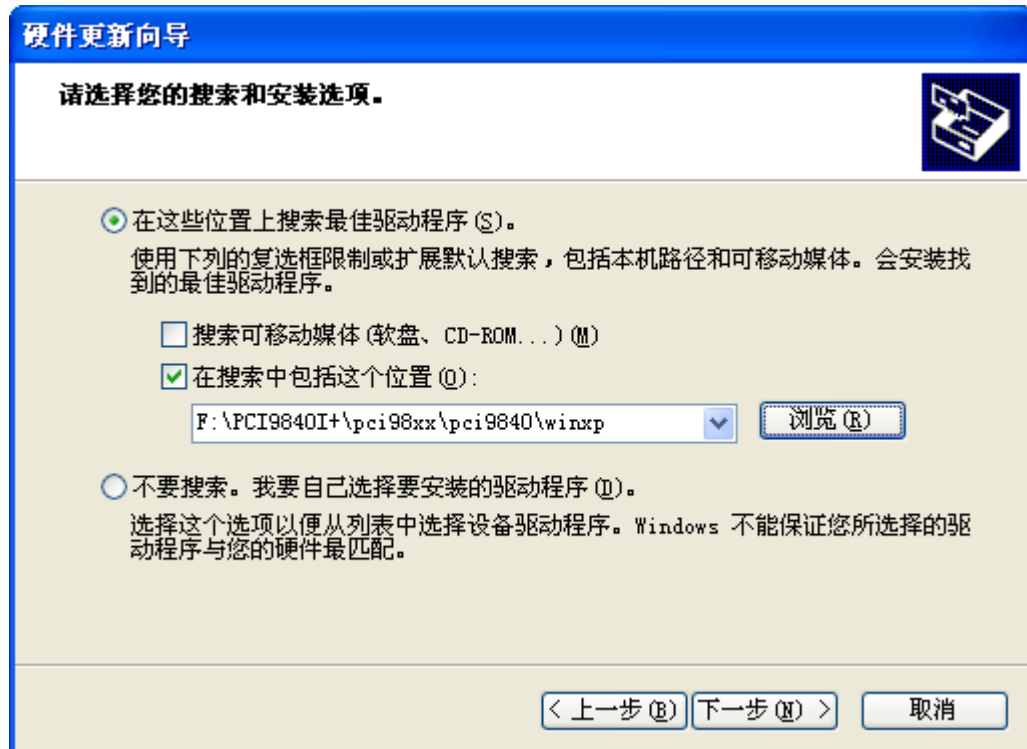 硬件更新向导
请选择您的搜索和安装选项。
在这些位置上搜索最佳驱动程序(S)。
使用下列的复选框限制或扩展默认搜索，包括本机路径和可移动媒体。会安装找
到的最佳驱动程序。
搜索可移动媒体(软盘、CD-ROM...)(M)
在搜索中包括这个位置(O):
F:\PCI9840I+\pci98xx\pci9840\winxp
浏览(R)
不要搜索。我要自己选择要安装的驱动程序(D)。
选择这个选项以便从列表中选择设备驱动程序。Windows 不能保证您所选择的驱
动程序与您的硬件最匹配。
< 上一步(B) 下一步(N) > 取消